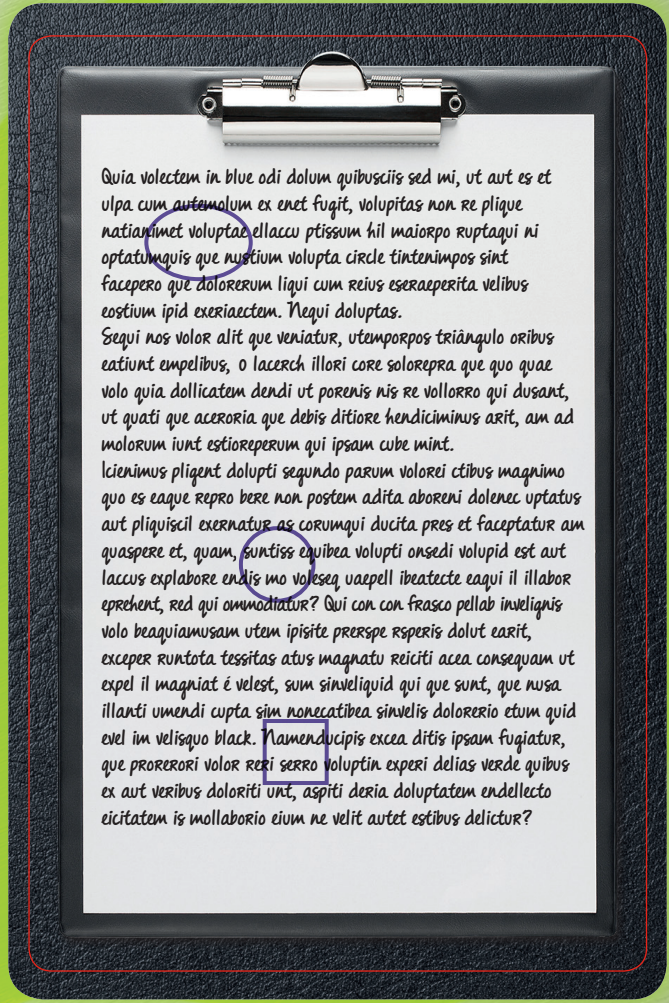 Quia volectem in blue odi dolum quibusciis sed mi, ut aut es et
ulpa cum autemolum ex enet fugit, volupitas non re plique
natianimet voluptae ellaccu ptissum hil maiorpo ruptaqui ni
optatumquis que nustium volupta circle tintenimpos sint
facepero que dolorerum liqui cum reius eseraeperita velibus
eostium ipid exeriaectem. Nequi doluptas.
Sequi nos volor alit que veniatur, utemporpos triângulo oribus
eatiunt empelibus, o lacerch illori core solorepra que quo quae
volo quia dollicatem dendi ut porenis nis re vollorro qui dusant,
ut quati que aceroria que debis ditiore hendiciminus arit, am ad
molorum iunt estioreperum qui ipsam cube mint.
Icienimus pligent dolupti segundo parum volorei ctibus magnimo
quo es eaque repro bere non postem adita aboreni dolenec uptatus
aut pliquiscil exernatur as corumqui ducita pres et faceptatur am
quaspere et, quam, suntiss equibea volupti onsedi volupid est aut
laccus explabore endis mo voleseq uaepell ibeatecte eaqui il illabor
eprehent, red qui ommodiatur? Qui con con frasco pellab invelignis
volo beaquiamusam utem ipisite prerspe rsperis dolut earit,
exceper runtota tessitas atus magnatu reiciti acea consequam ut
expel il magniat é velest, sum sinveliquid qui que sunt, que nusa
illanti umendi cupta sim nonecatibea sinvelis dolorerio etum quid
evel im velisquo black. Namenducipis excea ditis ipsam fugiatur,
que prorerori volor reri serro voluptin experi delias verde quibus
ex aut veribus doloriti unt, aspiti deria doluptatem endellecto
eicitatem is mollaborio eium ne velit autet estibus delictur?